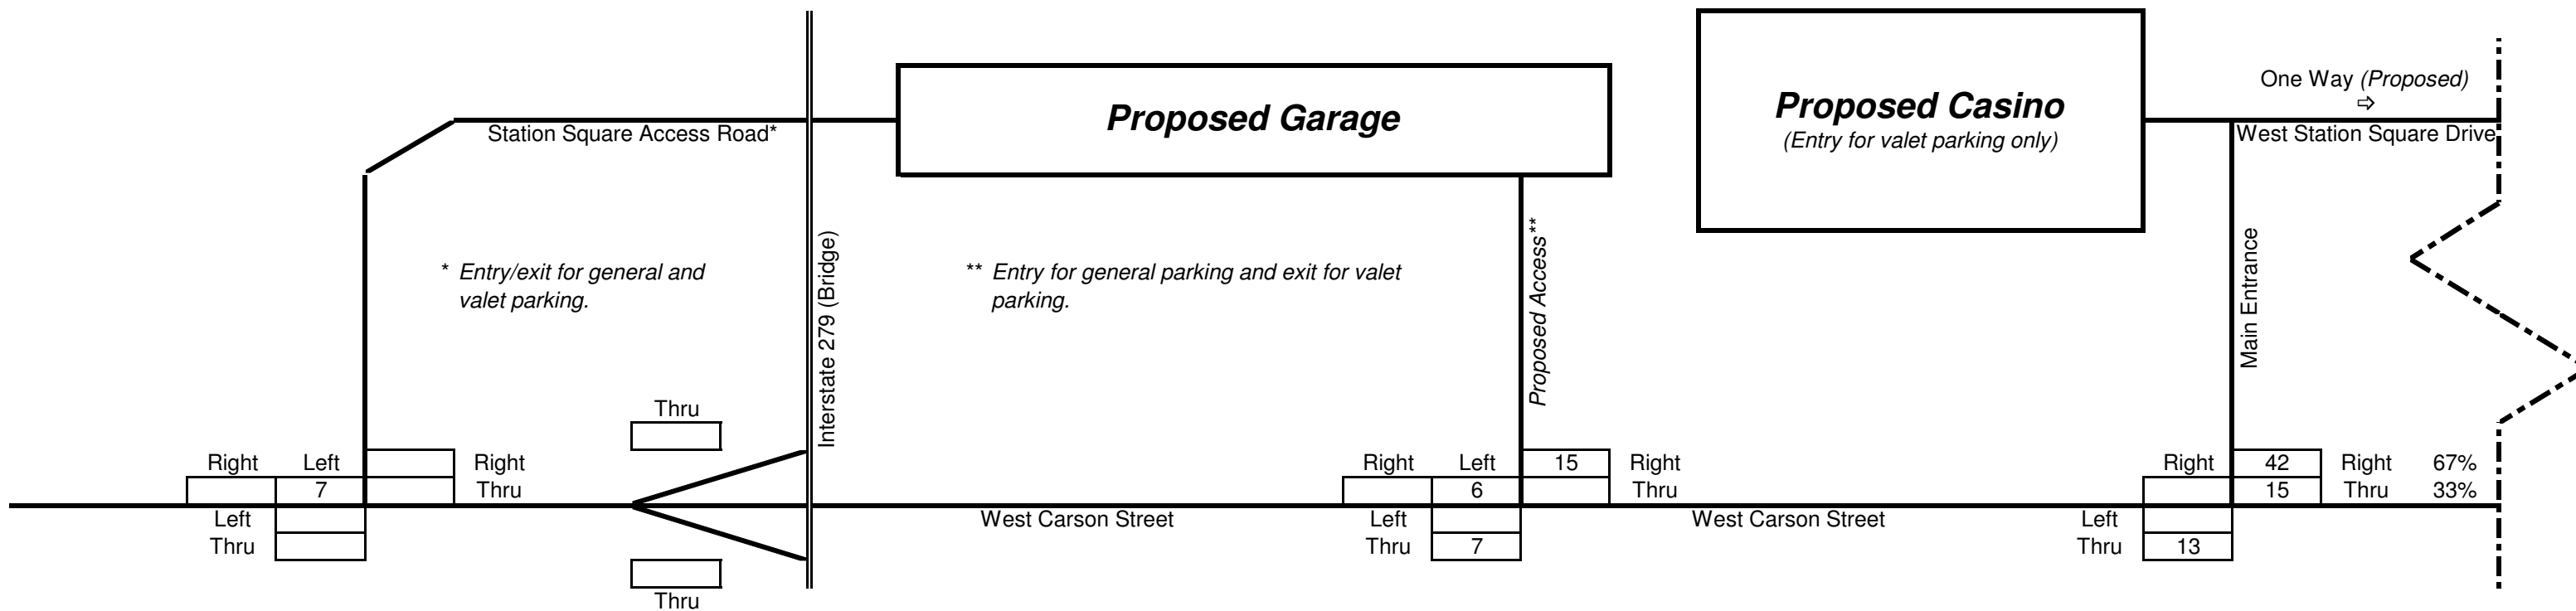 One Way (Proposed)
⇨
Proposed Garage
Proposed Casino
(Entry for valet parking only)
Station Square Access Road*
West Station Square Drive
* Entry/exit for general and
valet parking.
Interstate 279 (Bridge)
** Entry for general parking and exit for valet
parking.
Proposed Access**
Main Entrance
Thru
Right Left Right
7 Thru
Left
Thru
Thru
West Carson Street
Right Left 15 Right
6 Thru
Left
Thru 7
West Carson Street
Right 42 Right 67%
15 Thru 33%
Left
Thru 13